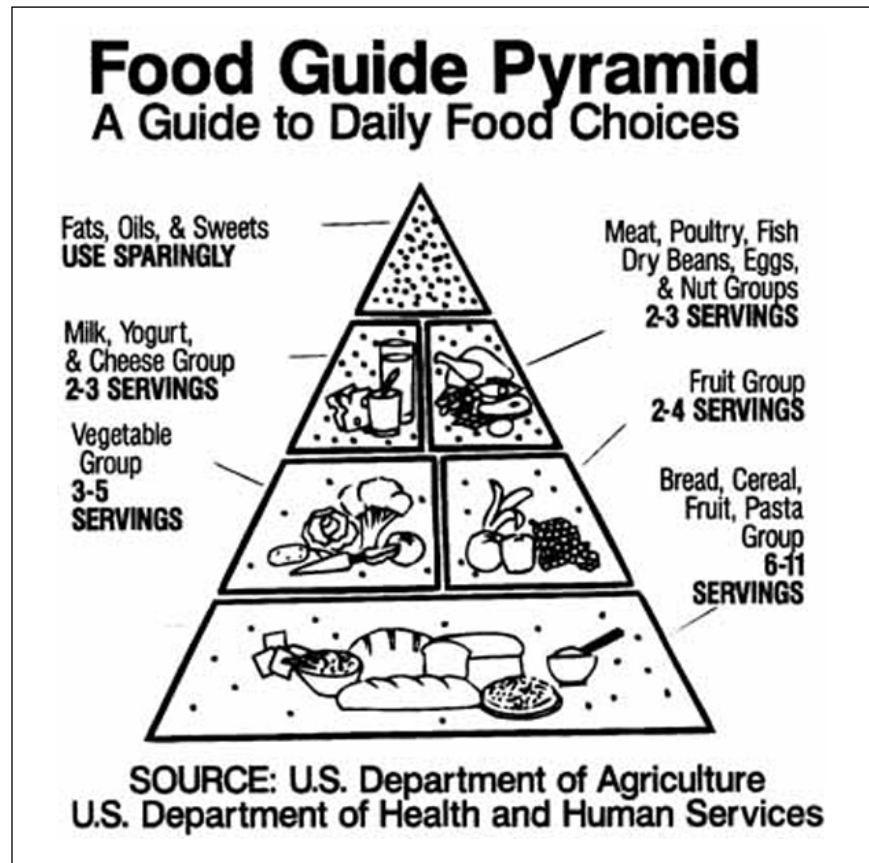 Food Guide Pyramid
A Guide to Daily Food Choices
Fats, Oils, & Sweets
USE SPARINGLY
Meat, Poultry, Fish
Dry Beans, Eggs,
& Nut Groups
2-3 SERVINGS
Milk, Yogurt,
& Cheese Group
2-3 SERVINGS
Fruit Group
2-4 SERVINGS
Vegetable
Group
3-5
SERVINGS
Bread, Cereal,
Fruit, Pasta
Group
6-11
SERVINGS
SOURCE: U.S. Department of Agriculture
U.S. Department of Health and Human Services